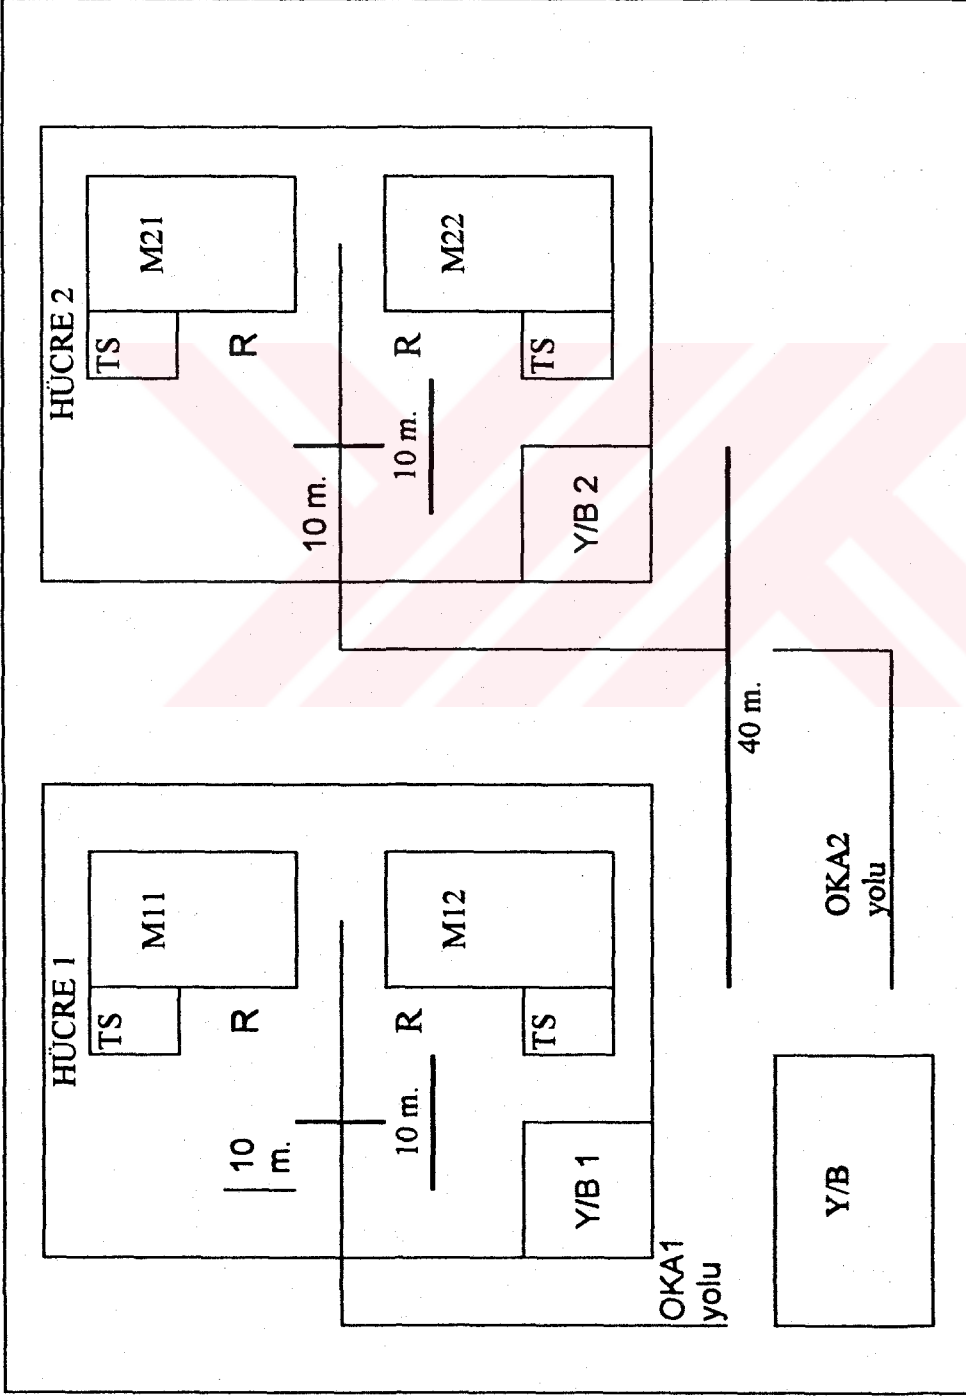 HÜCRE 1
TS
M11
R
10
m.
10 m.
R
M12
TS
Y/B 1
OKA1
yolu
HÜCRE 2
TS
M21
R
10 m.
10 m.
R
M22
TS
Y/B 2
40 m.
OKA2
yolu
Y/B